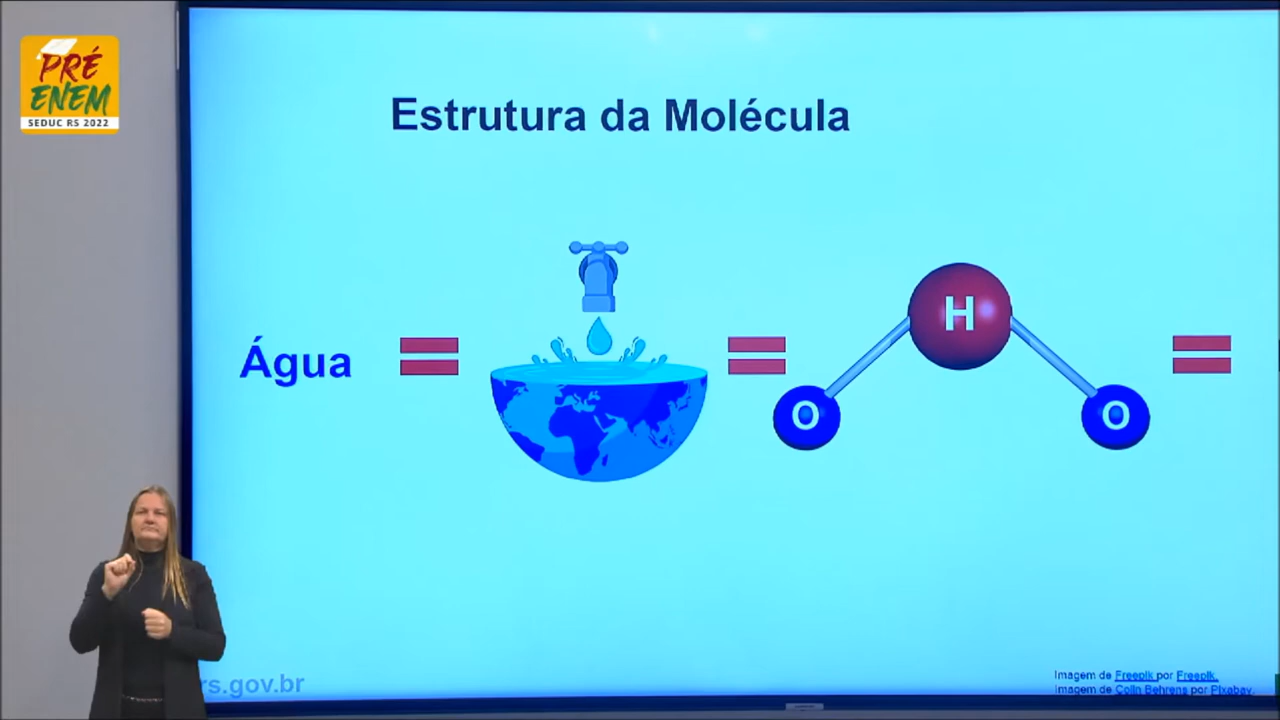 PRÉ
ENEM
SEDUC RS 2022
Estrutura da Molécula
Água
H
O
O
rs.gov.br
Imagem de Freepik por Freepik.
Imagem de Colin Behrens por Pixabay.